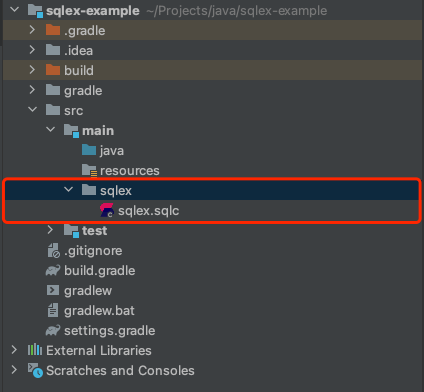 sqlex-example ~/Projects/java/sqlex-example
.gradle
.idea
build
gradle
src
main
java
resources
sqlex
sqlex.sqlc
test
.gitignore
build.gradle
gradlew
gradlew.bat
settings.gradle
External Libraries
Scratches and Consoles